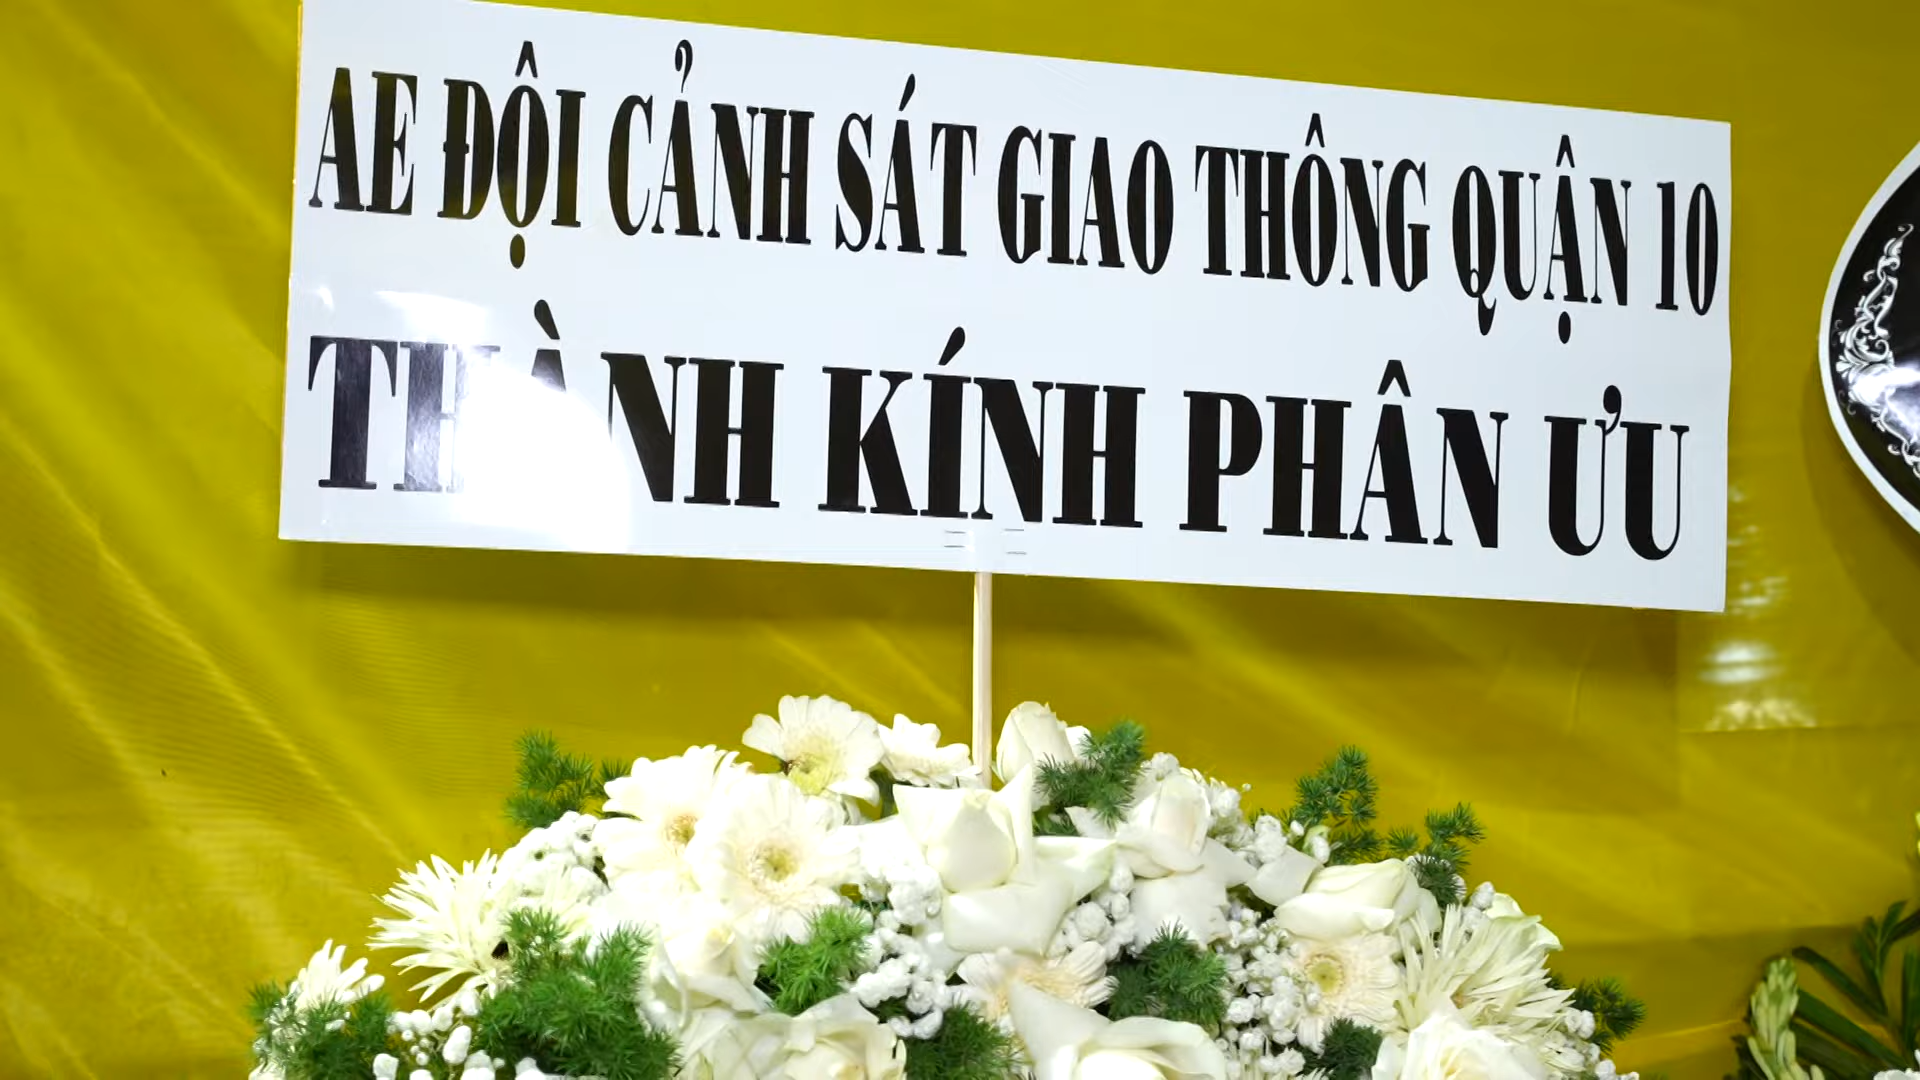 AE ĐỘI CẢNH SÁT GIAO THÔNG QUẬN 10
THÀNH KÍNH PHÂN ƯU